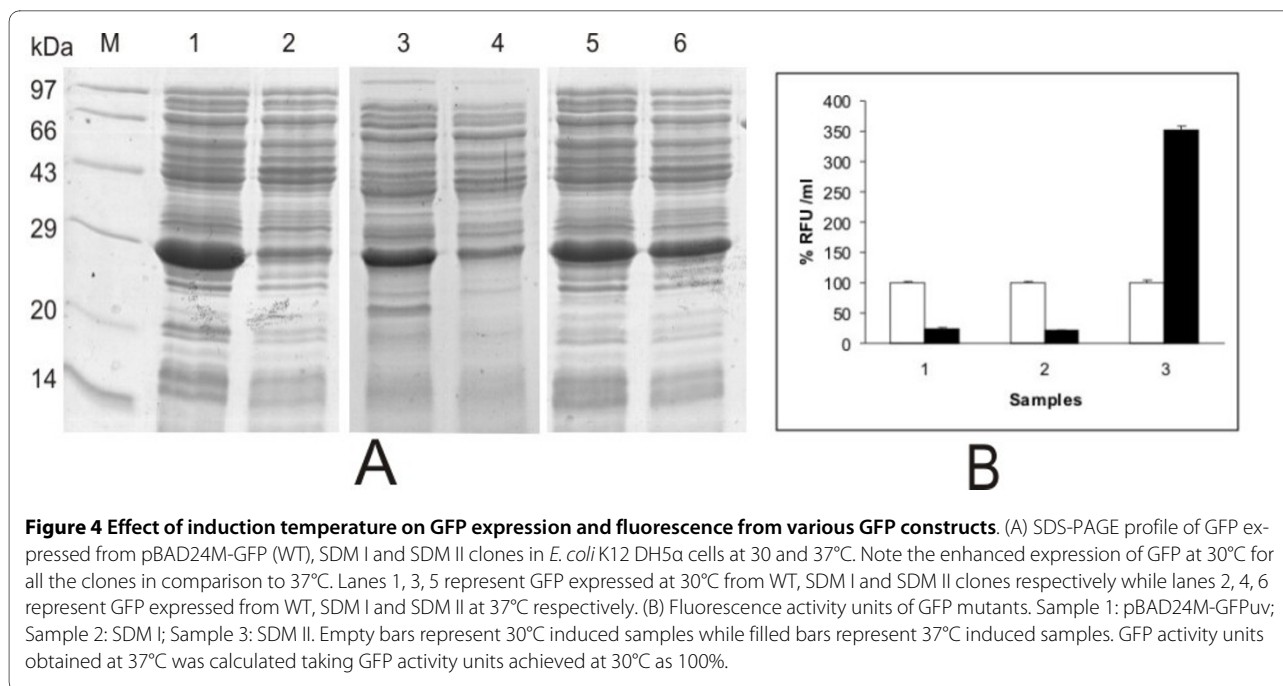 kDa M 1 2 3 4 5 6
97
66
43
29
20
14
A
400
350
300
250
200
150
100
50
0
% RFU /ml
1 2 3
Samples
B
Figure 4 Effect of induction temperature on GFP expression and fluorescence from various GFP constructs. (A) SDS-PAGE profile of GFP ex-
pressed from pBAD24M-GFP (WT), SDM I and SDM II clones in E. coli K12 DH5α cells at 30 and 37°C. Note the enhanced expression of GFP at 30°C for
all the clones in comparison to 37°C. Lanes 1, 3, 5 represent GFP expressed at 30°C from WT, SDM I and SDM II clones respectively while lanes 2, 4, 6
represent GFP expressed from WT, SDM I and SDM II at 37°C respectively. (B) Fluorescence activity units of GFP mutants. Sample 1: pBAD24M-GFPuv;
Sample 2: SDM I; Sample 3: SDM II. Empty bars represent 30°C induced samples while filled bars represent 37°C induced samples. GFP activity units
obtained at 37°C was calculated taking GFP activity units achieved at 30°C as 100%.